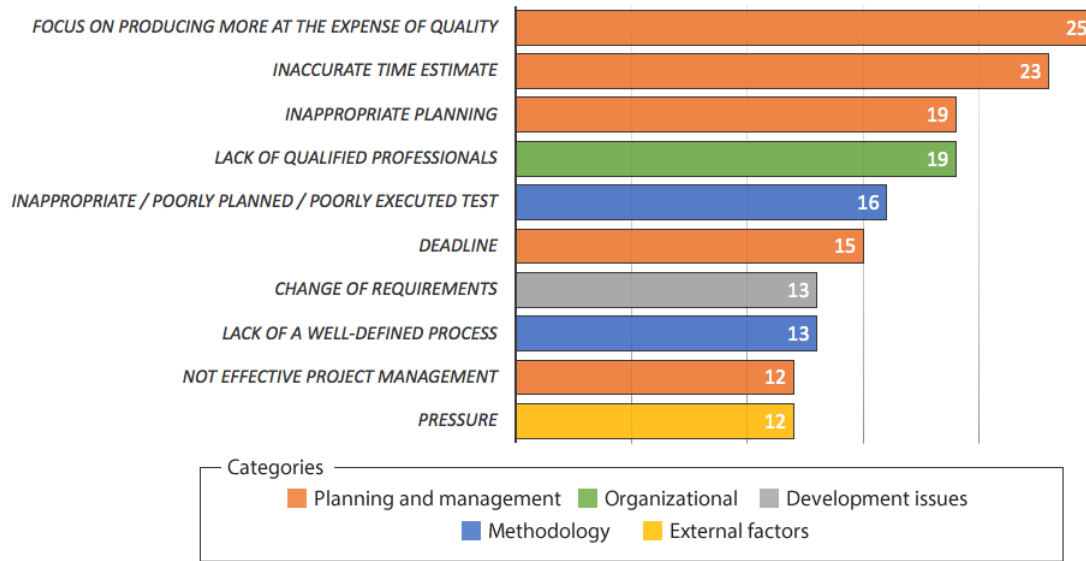 FOCUS ON PRODUCING MORE AT THE EXPENSE OF QUALITY 25
INACCURATE TIME ESTIMATE 23
INAPPROPRIATE PLANNING 19
LACK OF QUALIFIED PROFESSIONALS 19
INAPPROPRIATE / POORLY PLANNED / POORLY EXECUTED TEST 16
DEADLINE 15
CHANGE OF REQUIREMENTS 13
LACK OF A WELL-DEFINED PROCESS 13
NOT EFFECTIVE PROJECT MANAGEMENT 12
PRESSURE 12
Categories
Planning and management Organizational Development issues
Methodology External factors